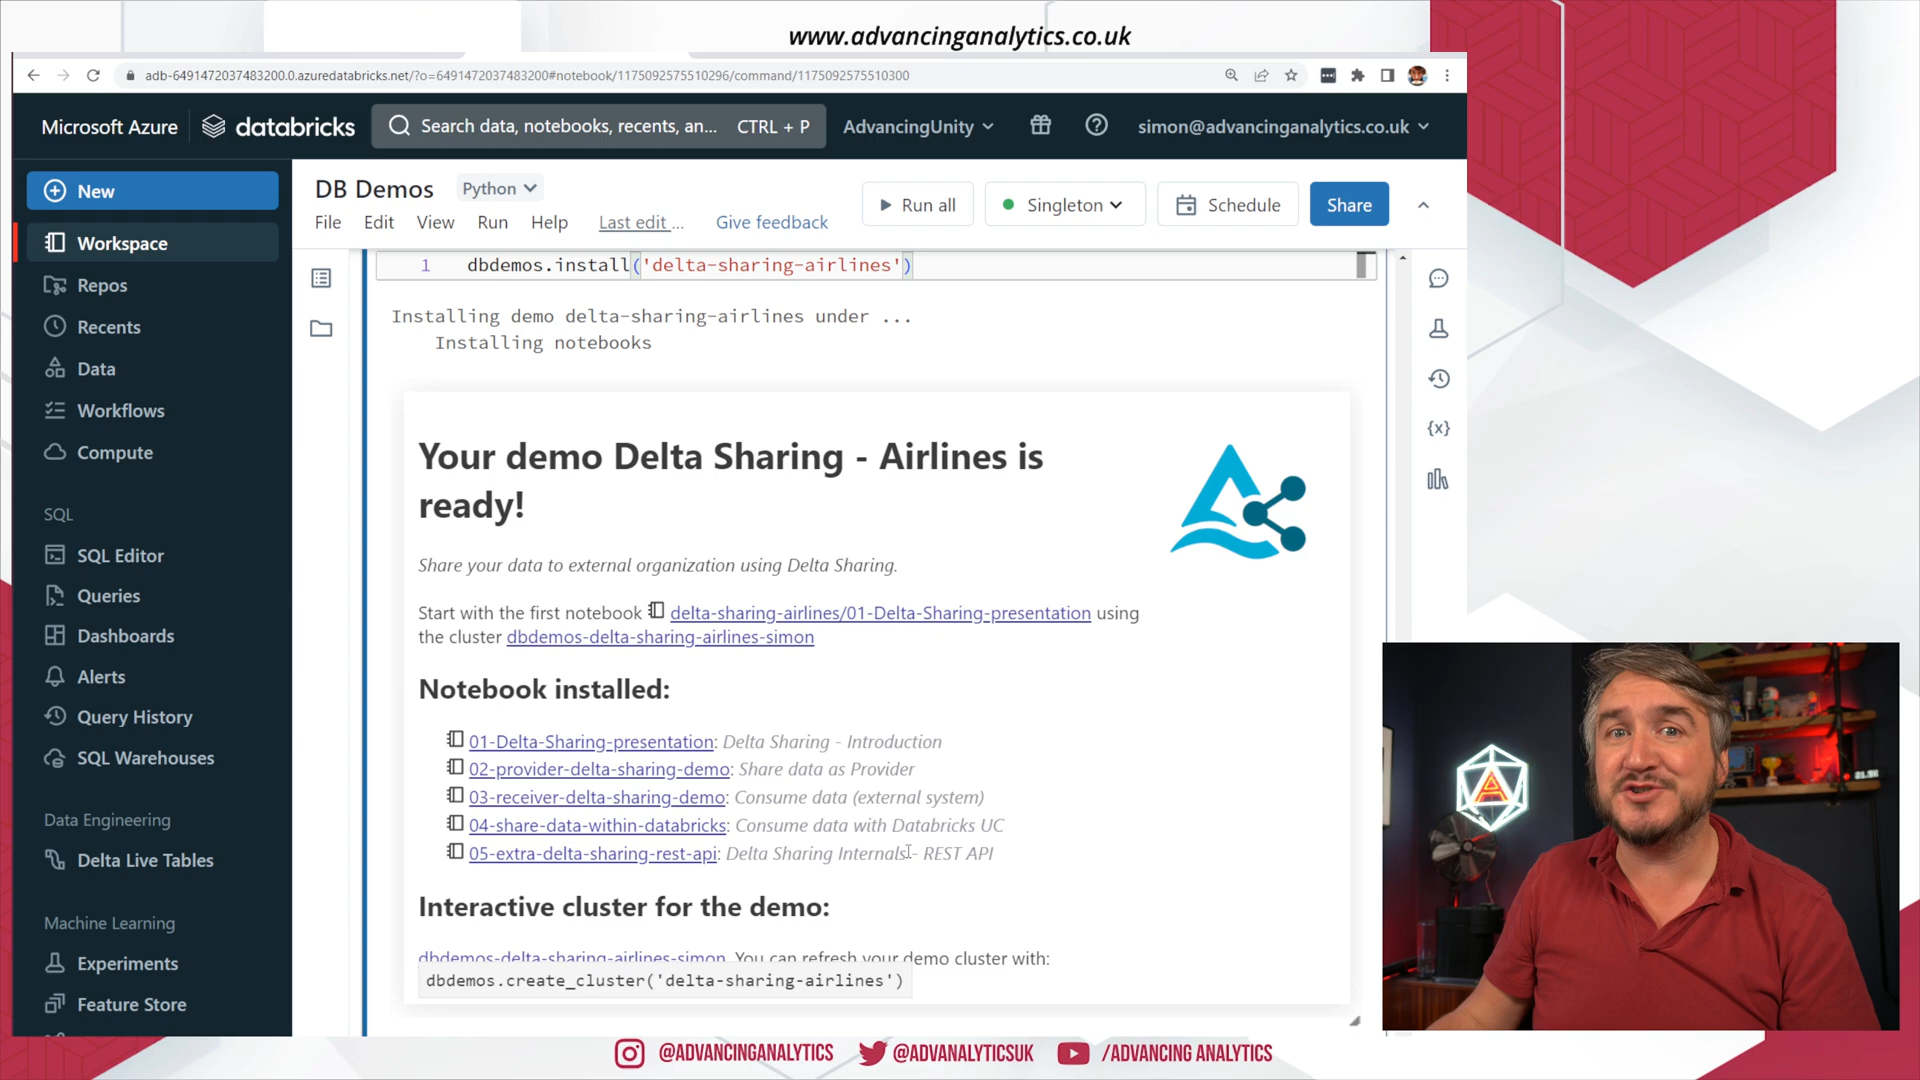 www.advancinganalytics.co.uk
adb-6491472037483200.0.azuredatabricks.net/?o=6491472037483200#notebook/1175092575510296/command/1175092575510300
Microsoft Azure
databricks
Search data, notebooks, recents, an... CTRL + P
AdvancingUnity
simon@advancinganalytics.co.uk
New
Workspace
Repos
Recents
Data
Workflows
Compute
SQL
SQL Editor
Queries
Dashboards
Alerts
Query History
SQL Warehouses
Data Engineering
Delta Live Tables
Machine Learning
Experiments
Feature Store
DB Demos Python
File Edit View Run Help Last edit ... Give feedback
Run all
Singleton
Schedule
Share
1 dbdemos.install('delta-sharing-airlines')
Installing demo delta-sharing-airlines under ...
Installing notebooks
Your demo Delta Sharing - Airlines is
ready!
Share your data to external organization using Delta Sharing.
Start with the first notebook delta-sharing-airlines/01-Delta-Sharing-presentation using
the cluster dbdemos-delta-sharing-airlines-simon
Notebook installed:
01-Delta-Sharing-presentation: Delta Sharing - Introduction
02-provider-delta-sharing-demo: Share data as Provider
03-receiver-delta-sharing-demo: Consume data (external system)
04-share-data-within-databricks: Consume data with Databricks UC
05-extra-delta-sharing-rest-api: Delta Sharing Internals - REST API
Interactive cluster for the demo:
dbdemos-delta-sharing-airlines-simon. You can refresh your demo cluster with:
dbdemos.create_cluster('delta-sharing-airlines')
{x}
@ADVANCINGANALYTICS
@ADVANALYTICSUK
/ADVANCING ANALYTICS